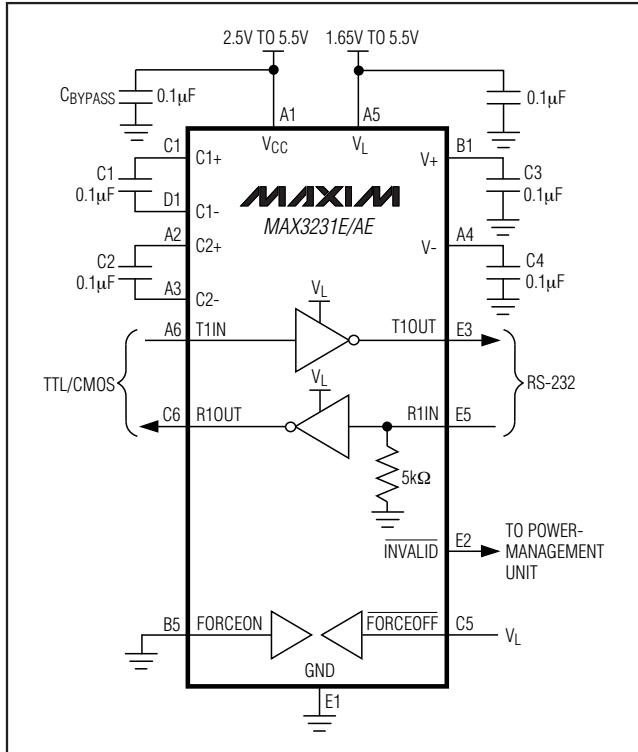 2.5V TO 5.5V 1.65V TO 5.5V
CBYPASS 0.1µF 0.1µF
A1 A5
VCC VL
C1 C1+ V+ B1
C1 0.1µF C3 0.1µF
D1 C1-
MAXIM
MAX3231E/AE
A2 C2+ V- A4
C2 0.1µF C4 0.1µF
A3 C2-
VL
A6 T1IN T1OUT E3
TTL/CMOS RS-232
VL
C6 R1OUT R1IN E5
5kΩ
INVALID E2 TO POWER-
MANAGEMENT
UNIT
B5 FORCEON FORCEOFF C5 VL
GND
E1